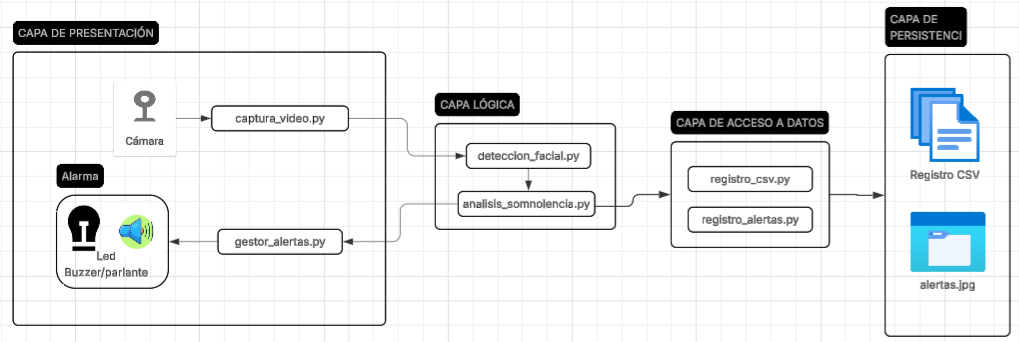 CAPA DE PRESENTACIÓN
Cámara
captura_video.py
Alarma
Led
Buzzer/parlante
gestor_alertas.py
CAPA LÓGICA
deteccion_facial.py
analisis_somnolencia.py
CAPA DE ACCESO A DATOS
registro_csv.py
registro_alertas.py
CAPA DE
PERSISTENCI
Registro CSV
alertas.jpg